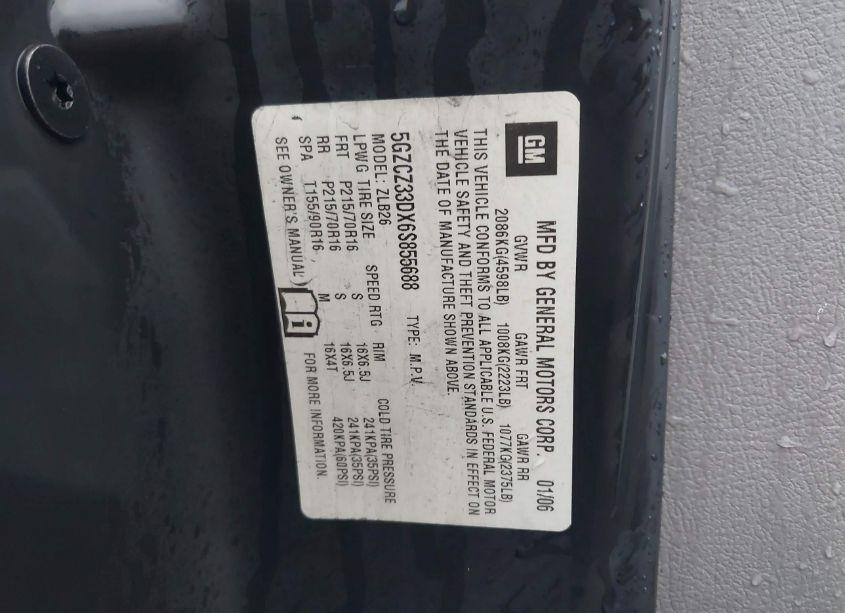 GM MFD BY GENERAL MOTORS CORP. 01/06
GVWR GAWR FRT GAWR RR
2086KG(4598LB) 1008KG(2223LB) 1077KG(2375LB)
THIS VEHICLE CONFORMS TO ALL APPLICABLE U.S. FEDERAL MOTOR
VEHICLE SAFETY AND THEFT PREVENTION STANDARDS IN EFFECT ON
THE DATE OF MANUFACTURE SHOWN ABOVE.
5GZCZ33DX6S855688 TYPE: M.P.V.
MODEL: ZLB26
LPWG TIRE SIZE SPEED RTG RIM COLD TIRE PRESSURE
FRT P215/70R16 S 16X6.5J 241KPA(35PSI)
RR P215/70R16 S 16X6.5J 241KPA(35PSI)
SPA T155/90R16 M 16X4T 420KPA(60PSI)
SEE OWNER'S MANUAL i FOR MORE INFORMATION.